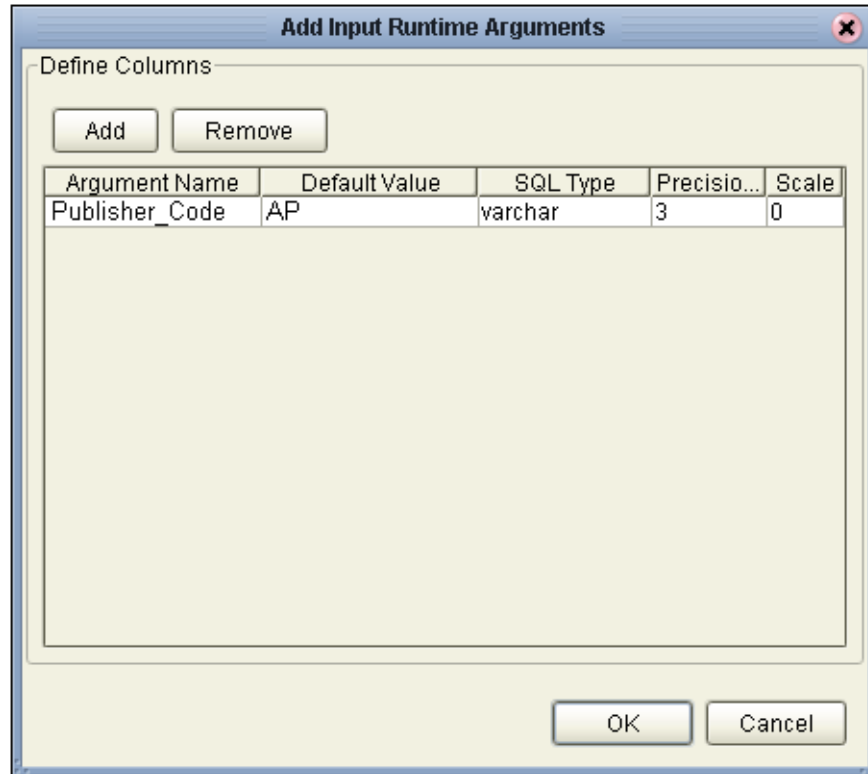 Add Input Runtime Arguments
Define Columns
Add Remove
Argument Name Default Value SQL Type Precisio... Scale
Publisher_Code AP varchar 3 0
OK Cancel